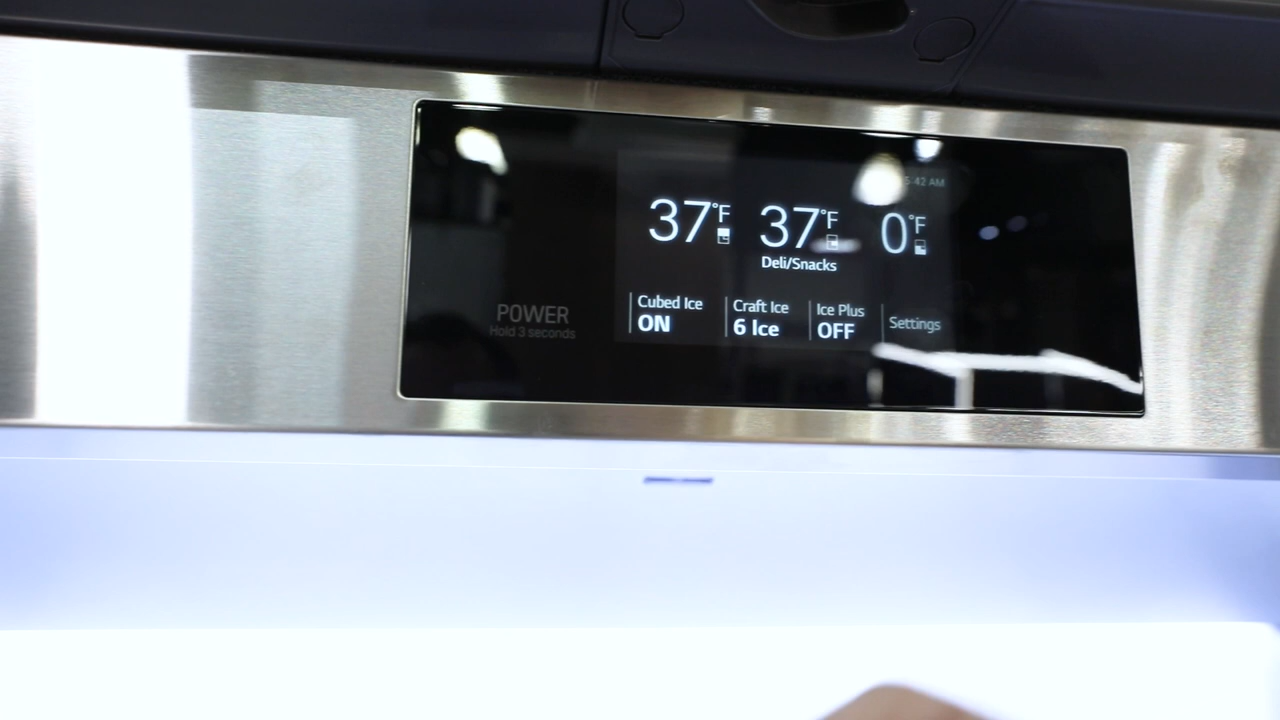 37°F 37°F 0°F
Deli/Snacks
POWER
Hold 3 seconds
Cubed Ice
ON
Craft Ice
6 Ice
Ice Plus
OFF
Settings